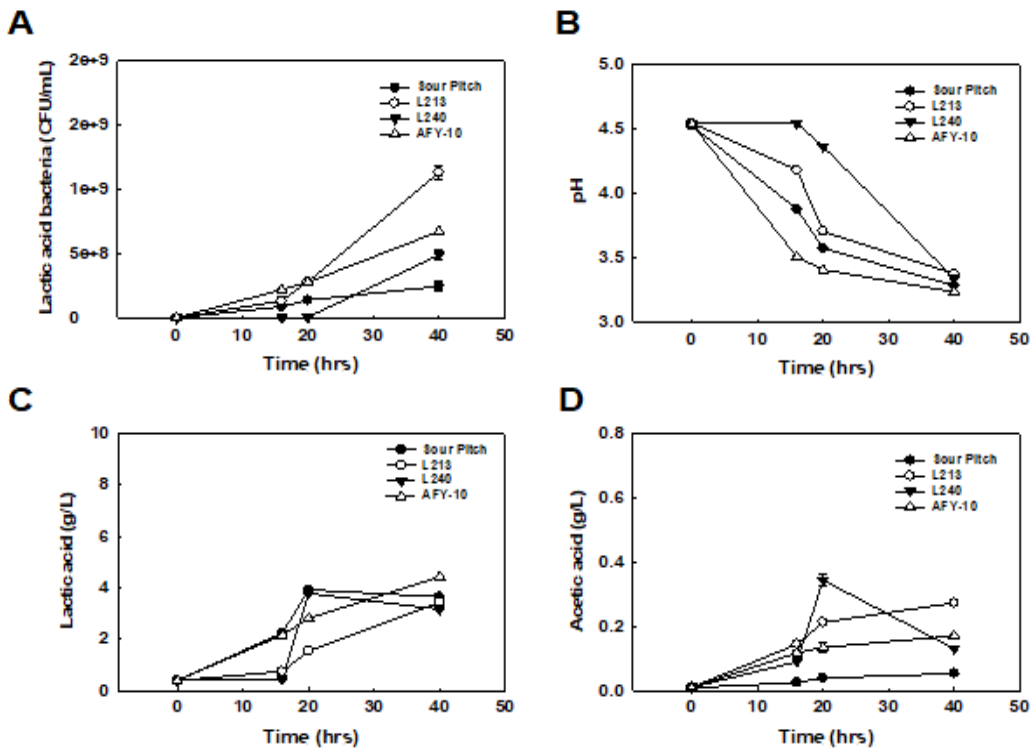 A
Lactic acid bacteria (CFU/mL)
2e+9
2e+9
1e+9
5e+8
0
Sour Pitch
L213
L240
AFY-10
0 10 20 30 40 50
Time (hrs)
B
pH
5.0
4.5
4.0
3.5
3.0
Sour Pitch
L213
L240
AFY-10
0 10 20 30 40 50
Time (hrs)
C
Lactic acid (g/L)
10
8
6
4
2
0
Sour Pitch
L213
L240
AFY-10
0 10 20 30 40 50
Time (hrs)
D
Acetic acid (g/L)
0.8
0.6
0.4
0.2
0.0
Sour Pitch
L213
L240
AFY-10
0 10 20 30 40 50
Time (hrs)